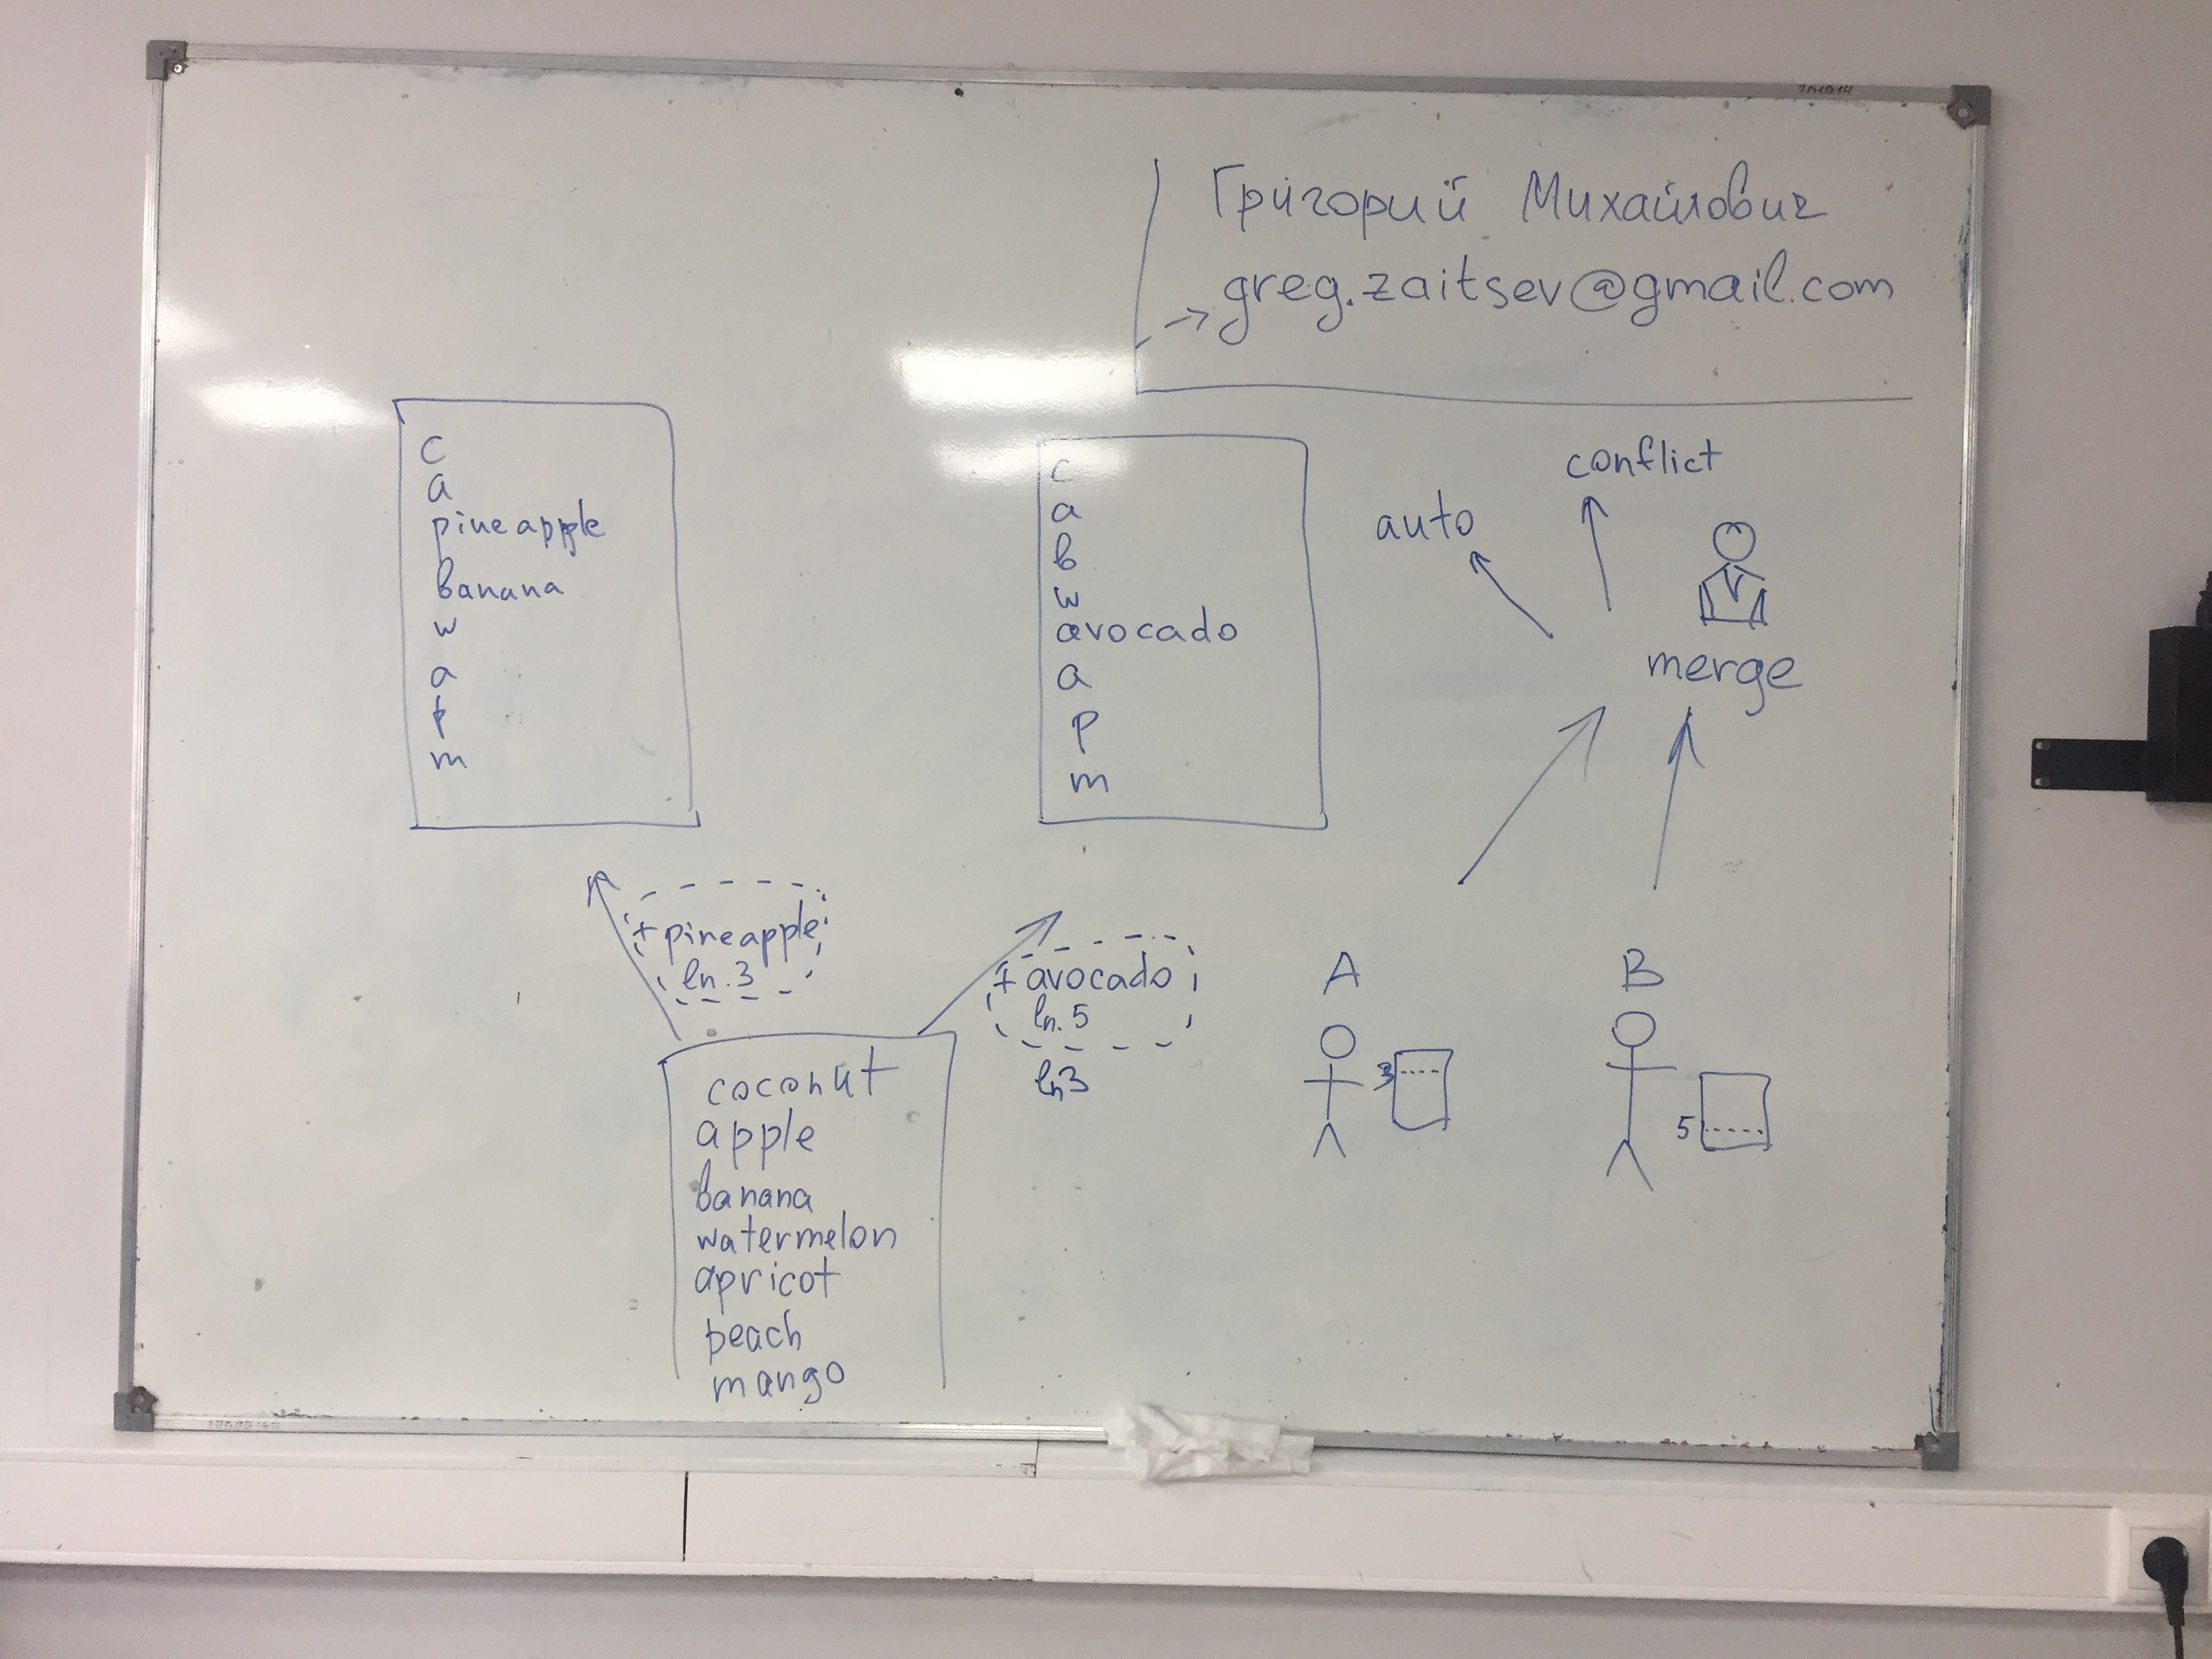 Григорий Михайлович
greg.zaitsev@gmail.com
c
a
pineapple
banana
w
a
p
m
c
a
b
w
avocado
a
p
m
conflict
auto
merge
+ pineapple
ln. 3
+ avocado
ln. 5
ln3
coconut
apple
banana
watermelon
apricot
peach
mango
A
B
3
5